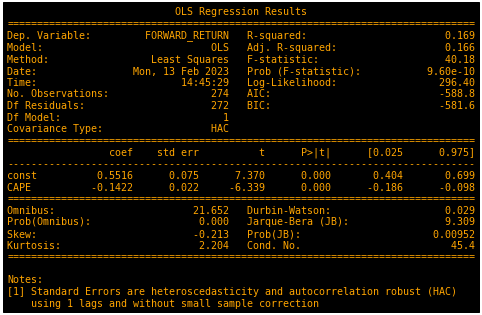 OLS Regression Results
==============================================================================
Dep. Variable:         FORWARD_RETURN   R-squared:                       0.169
Model:                            OLS   Adj. R-squared:                  0.166
Method:                 Least Squares   F-statistic:                     40.18
Date:                Mon, 13 Feb 2023   Prob (F-statistic):           9.60e-10
Time:                        14:45:29   Log-Likelihood:                 296.40
No. Observations:                 274   AIC:                            -588.8
Df Residuals:                     272   BIC:                            -581.6
Df Model:                           1
Covariance Type:                  HAC
==============================================================================
                 coef    std err          t      P>|t|      [0.025      0.975]
------------------------------------------------------------------------------
const          0.5516      0.075      7.370      0.000       0.404       0.699
CAPE          -0.1422      0.022     -6.339      0.000      -0.186      -0.098
==============================================================================
Omnibus:                       21.652   Durbin-Watson:                   0.029
Prob(Omnibus):                  0.000   Jarque-Bera (JB):                9.309
Skew:                          -0.213   Prob(JB):                      0.00952
Kurtosis:                       2.204   Cond. No.                         45.4
==============================================================================
Notes:
[1] Standard Errors are heteroscedasticity and autocorrelation robust (HAC)
using 1 lags and without small sample correction